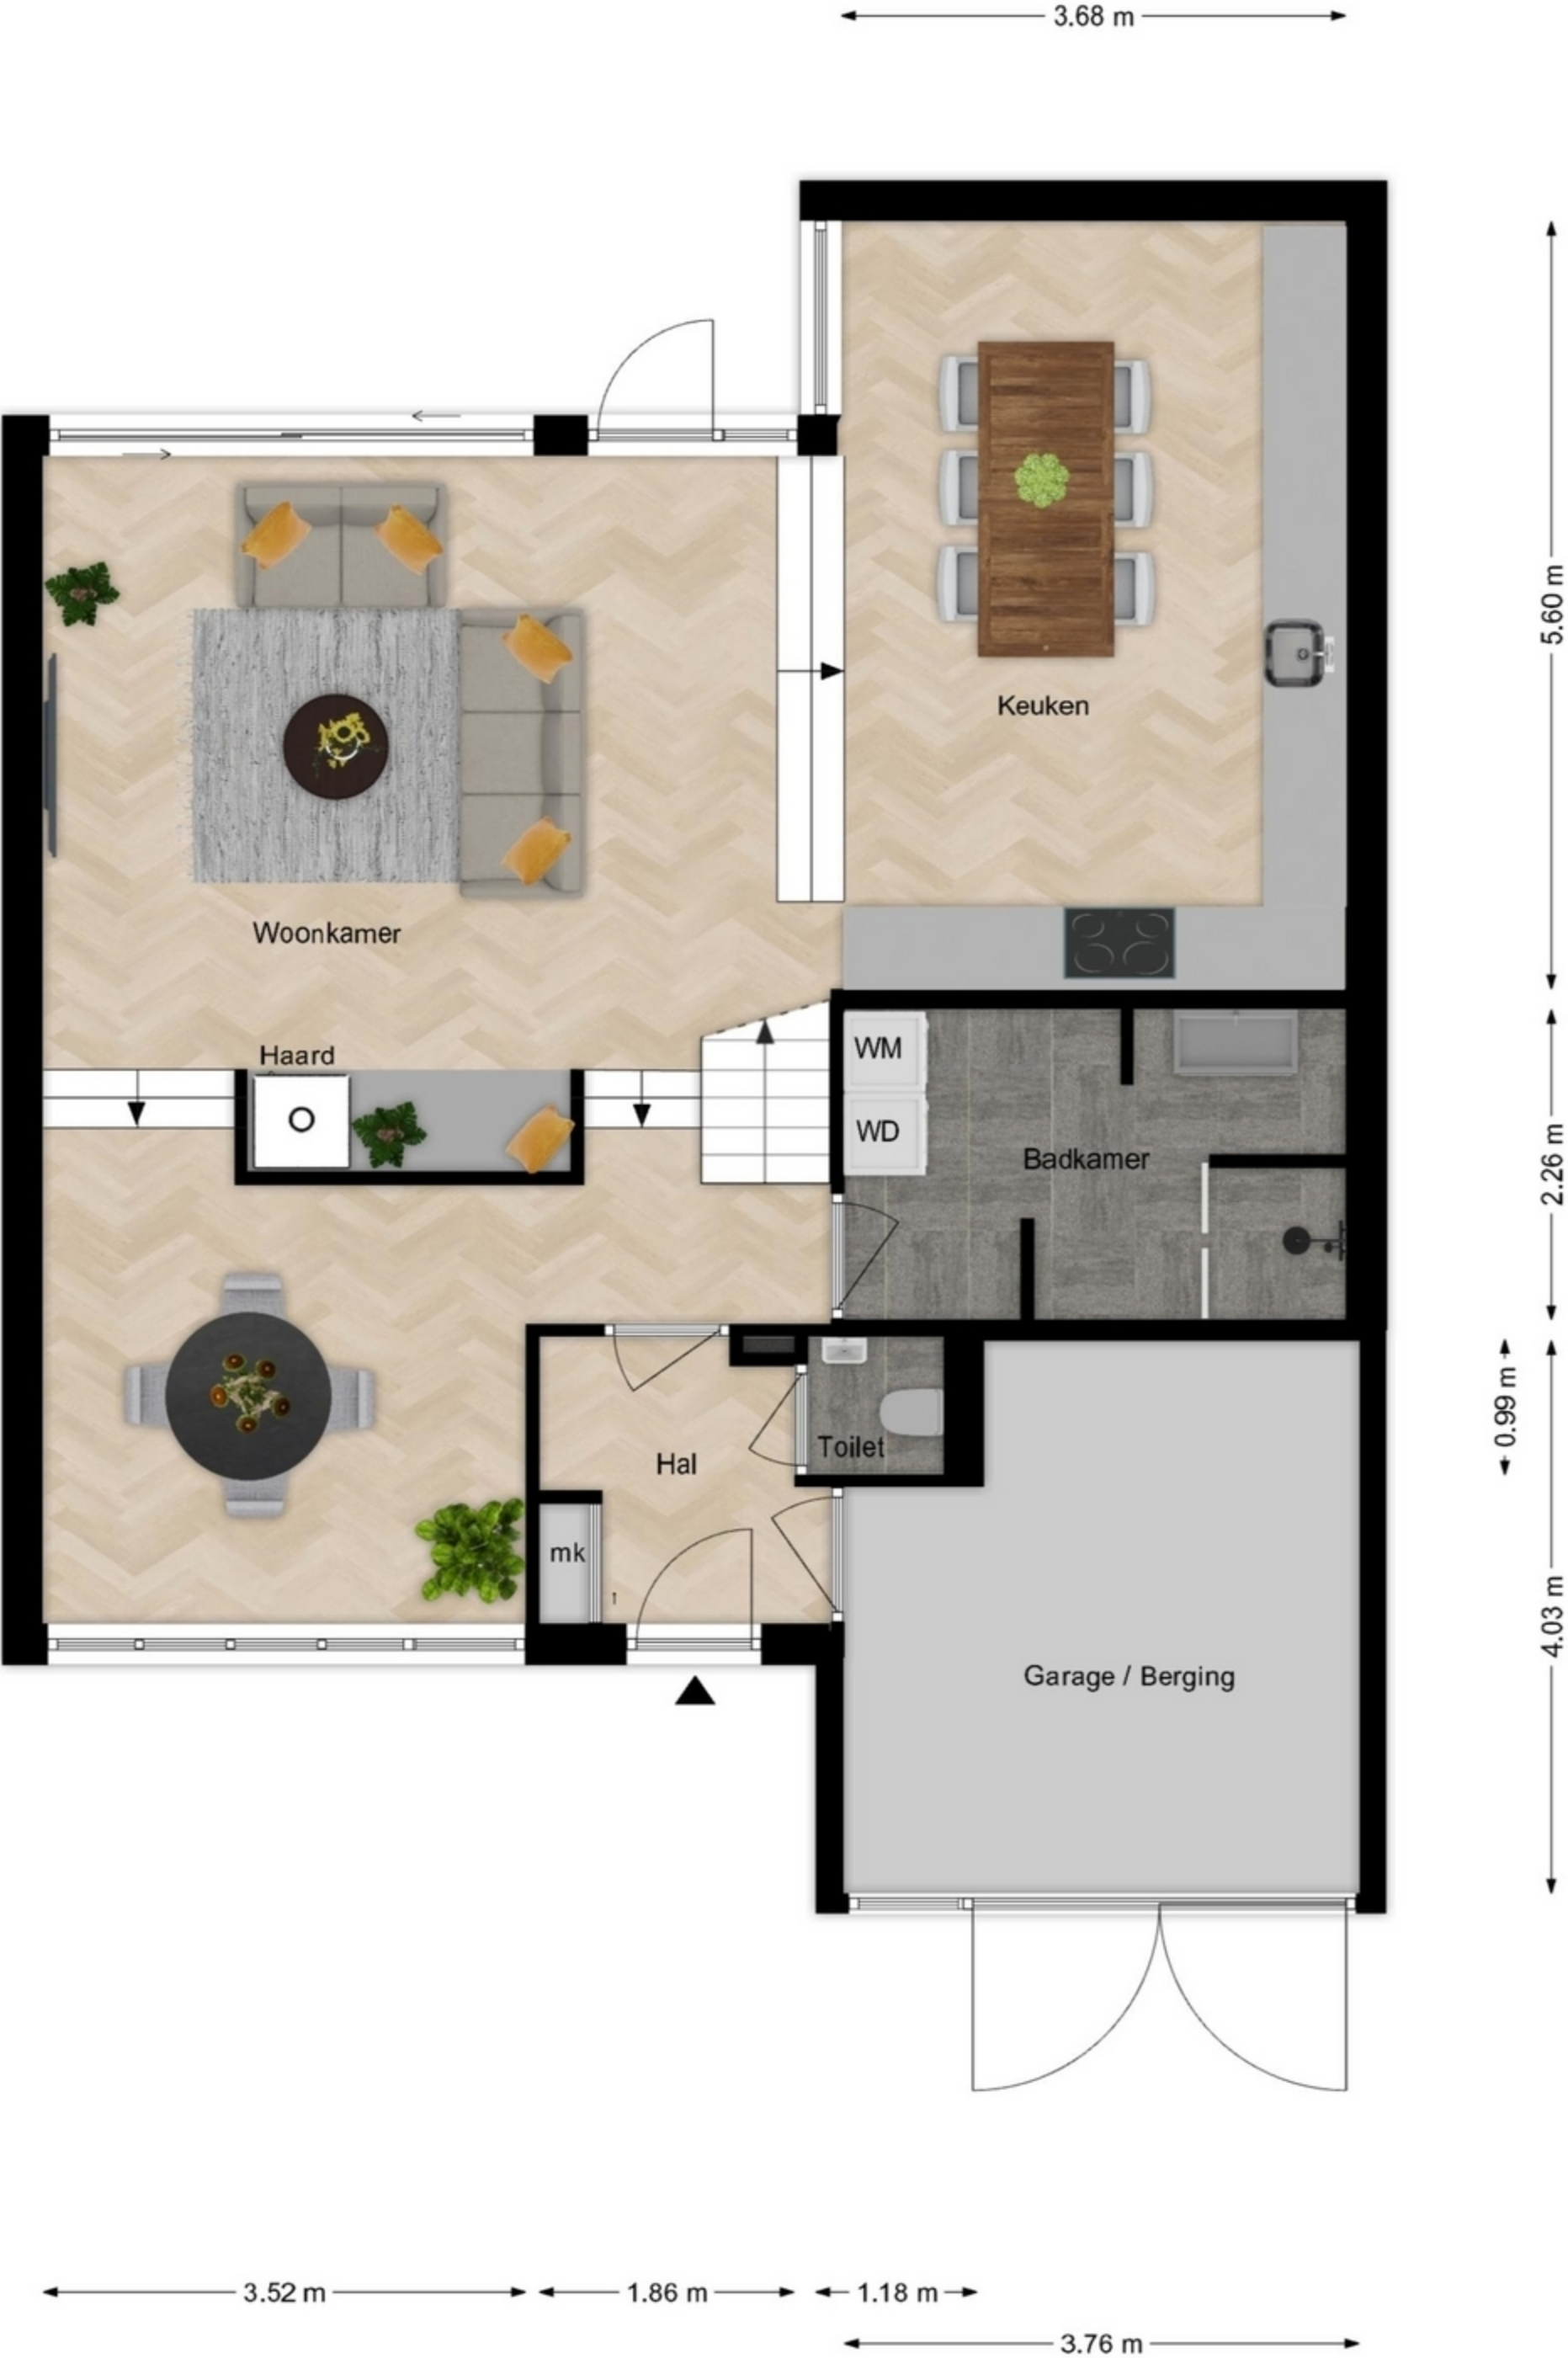 3.68 m
5.60 m
Keuken
Woonkamer
Haard
WM
WD
Badkamer
2.26 m
0.99 m
Toilet
Hal
mk
4.03 m
Garage / Berging
3.52 m
1.86 m
1.18 m
3.76 m